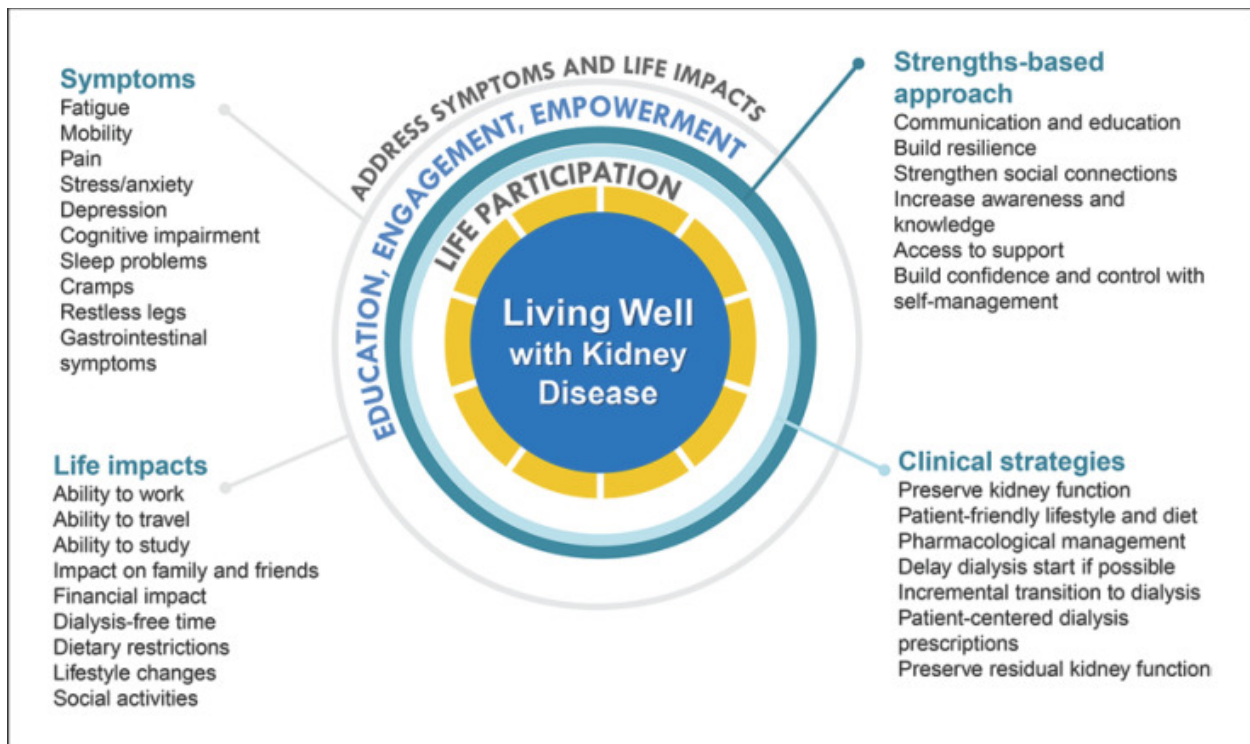 Symptoms
Fatigue
Mobility
Pain
Stress/anxiety
Depression
Cognitive impairment
Sleep problems
Cramps
Restless legs
Gastrointestinal
symptoms
Life impacts
Ability to work
Ability to travel
Ability to study
Impact on family and friends
Financial impact
Dialysis-free time
Dietary restrictions
Lifestyle changes
Social activities
ADDRESS SYMPTOMS AND LIFE IMPACTS
EDUCATION, ENGAGEMENT, EMPOWERMENT
LIFE PARTICIPATION
Living Well
with Kidney
Disease
Strengths-based
approach
Communication and education
Build resilience
Strengthen social connections
Increase awareness and
knowledge
Access to support
Build confidence and control with
self-management
Clinical strategies
Preserve kidney function
Patient-friendly lifestyle and diet
Pharmacological management
Delay dialysis start if possible
Incremental transition to dialysis
Patient-centered dialysis
prescriptions
Preserve residual kidney function